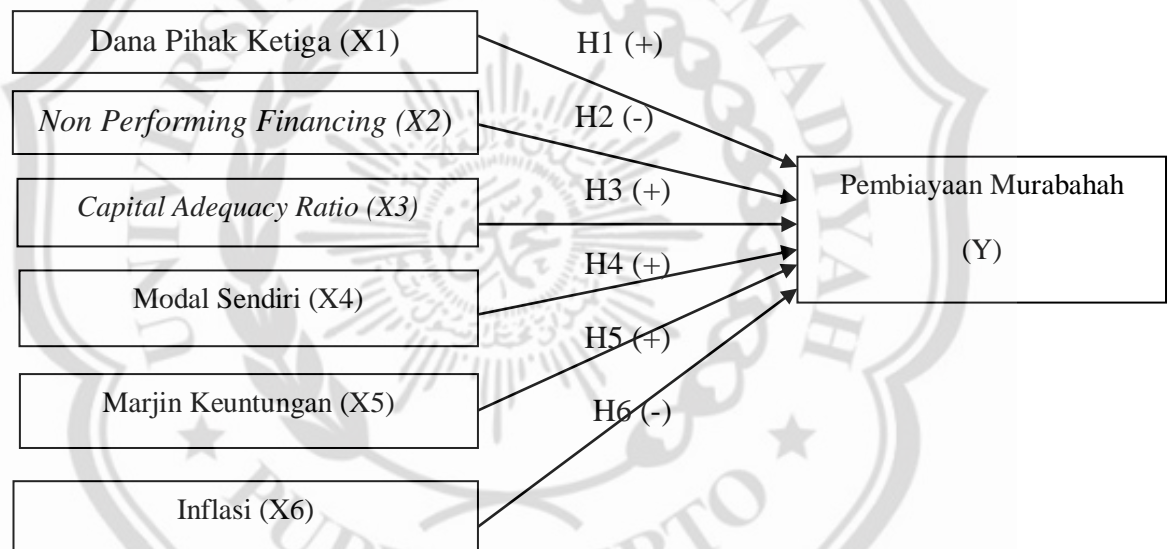 Dana Pihak Ketiga (X1)
H1 (+)
Non Performing Financing (X2)
H2 (-)
Capital Adequacy Ratio (X3)
H3 (+)
Modal Sendiri (X4)
H4 (+)
Marjin Keuntungan (X5)
H5 (+)
Inflasi (X6)
H6 (-)
Pembiayaan Murabahah
(Y)